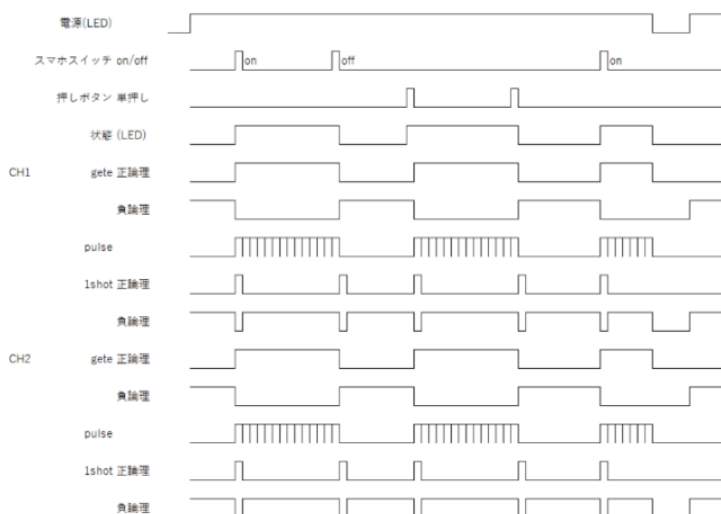 電源(LED)
スマホスイッチ on/off on off on
押しボタン 単押し
状態 (LED)
CH1 gete 正論理
負論理
pulse
1shot 正論理
負論理
CH2 gete 正論理
負論理
pulse
1shot 正論理
負論理